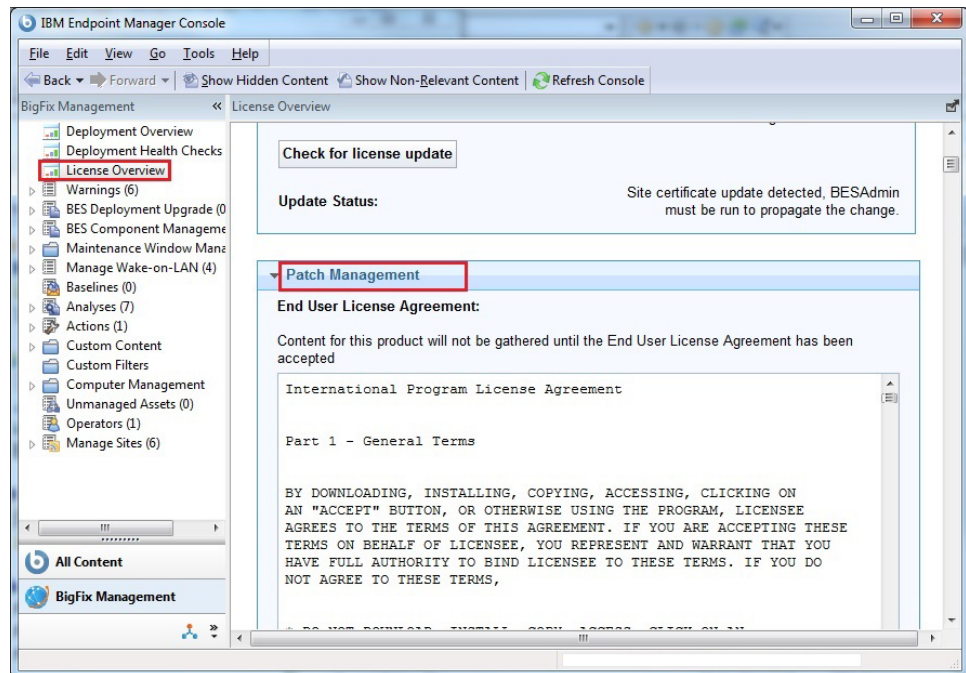 IBM Endpoint Manager Console
File Edit View Go Tools Help
Back Forward Show Hidden Content Show Non-Relevant Content Refresh Console
BigFix Management « License Overview
Deployment Overview
Deployment Health Checks
License Overview
Warnings (6)
BES Deployment Upgrade (0
BES Component Manageme
Maintenance Window Mana
Manage Wake-on-LAN (4)
Baselines (0)
Analyses (7)
Actions (1)
Custom Content
Custom Filters
Computer Management
Unmanaged Assets (0)
Operators (1)
Manage Sites (6)
All Content
BigFix Management
Check for license update
Update Status:
Site certificate update detected, BESAdmin
must be run to propagate the change.
Patch Management
End User License Agreement:
Content for this product will not be gathered until the End User License Agreement has been
accepted
International Program License Agreement
Part 1 - General Terms
BY DOWNLOADING, INSTALLING, COPYING, ACCESSING, CLICKING ON
AN "ACCEPT" BUTTON, OR OTHERWISE USING THE PROGRAM, LICENSEE
AGREES TO THE TERMS OF THIS AGREEMENT. IF YOU ARE ACCEPTING THESE
TERMS ON BEHALF OF LICENSEE, YOU REPRESENT AND WARRANT THAT YOU
HAVE FULL AUTHORITY TO BIND LICENSEE TO THESE TERMS. IF YOU DO
NOT AGREE TO THESE TERMS,